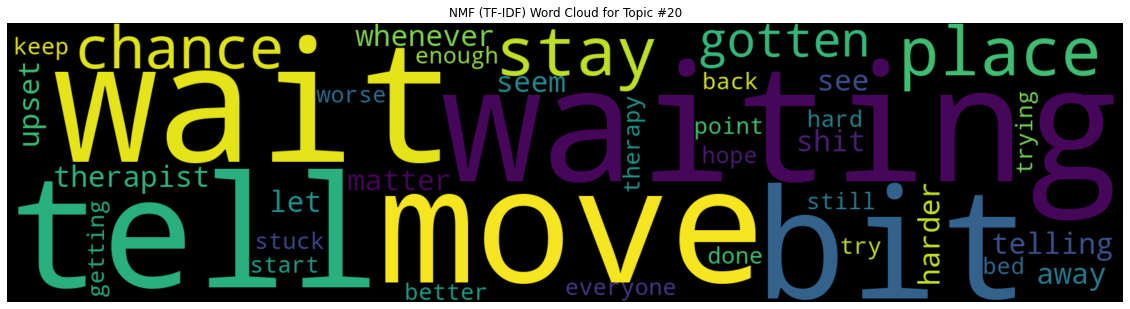 NMF (TF-IDF) Word Cloud for Topic #20
keep chance whenever enough stay gotten place
wait worse seem back see
upset waiting therapy point hard shit trying
hope
therapist matter
tell let move bit still harder
getting stuck start done try telling
bed away
better everyone